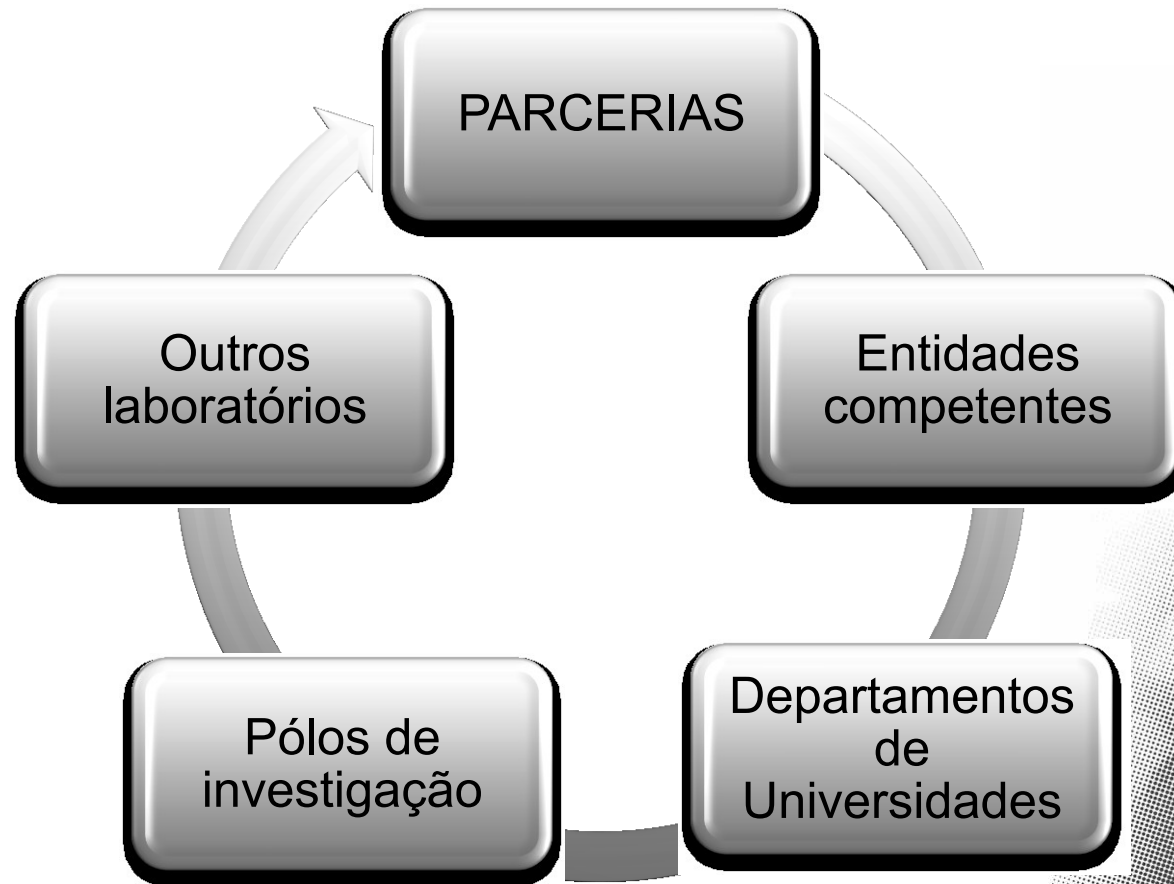 PARCERIAS
Outros
laboratórios
Entidades
competentes
Pólos de
investigação
Departamentos
de
Universidades